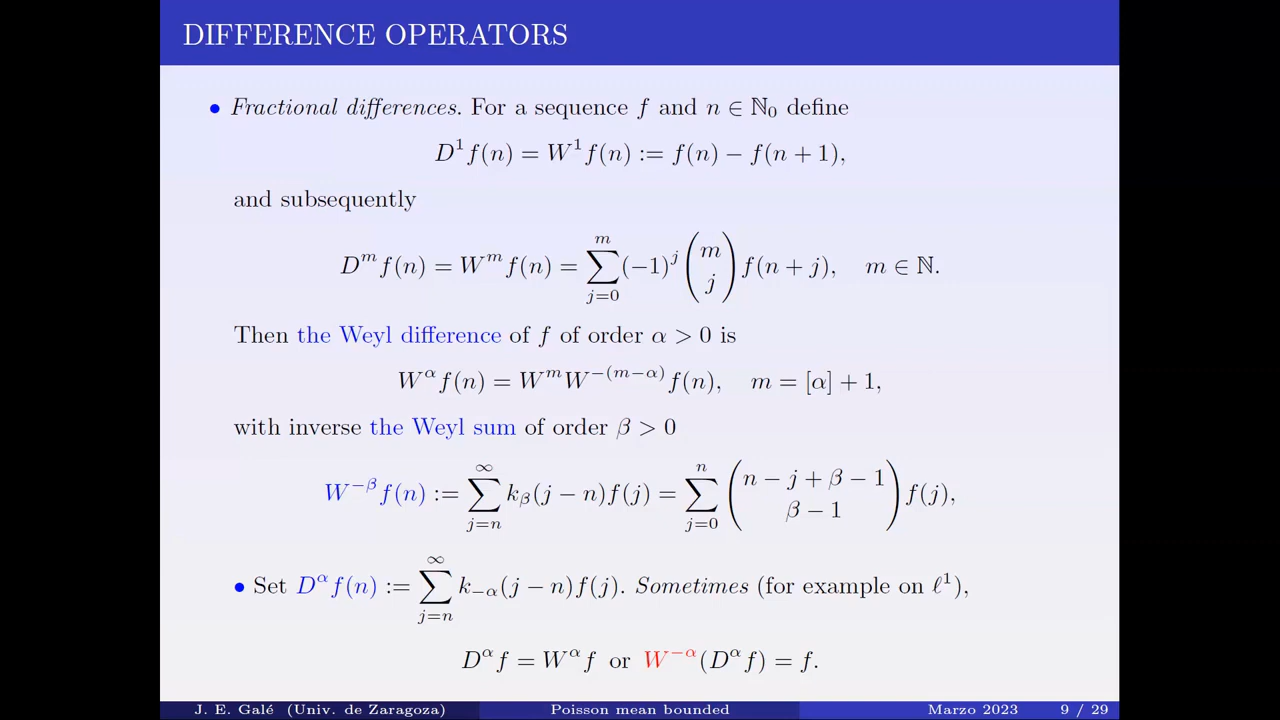 DIFFERENCE OPERATORS
• Fractional differences. For a sequence f and n ∈ ℕ₀ define
D¹f(n) = W¹f(n) := f(n) − f(n + 1),
and subsequently
Dᵐf(n) = Wᵐf(n) = ∑_{j=0}^{m} (−1)ʲ \binom{m}{j} f(n + j), m ∈ ℕ.
Then the Weyl difference of f of order α > 0 is
W^α f(n) = W^m W^{−(m−α)} f(n), m = [α] + 1,
with inverse the Weyl sum of order β > 0
W^{−β} f(n) := ∑_{j=n}^{∞} k_β(j − n)f(j) = ∑_{j=0}^{n} \binom{n − j + β − 1}{β − 1} f(j),
• Set D^α f(n) := ∑_{j=n}^{∞} k_{−α}(j − n)f(j). Sometimes (for example on ℓ¹),
D^α f = W^α f or W^{−α}(D^α f) = f.
J. E. Galé (Univ. de Zaragoza) Poisson mean bounded Marzo 2023 9 / 29